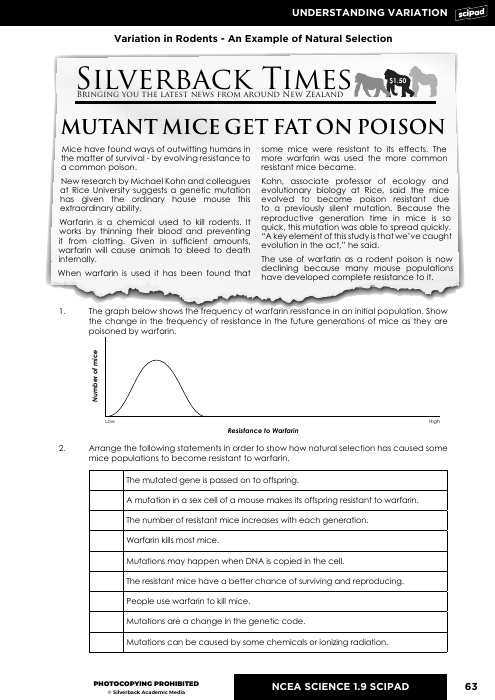 UNDERSTANDING VARIATION scipad
Variation in Rodents - An Example of Natural Selection
SILVERBACK TIMES
$1.50
BRINGING YOU THE LATEST NEWS FROM AROUND NEW ZEALAND
MUTANT MICE GET FAT ON POISON
Mice have found ways of outwitting humans in
the matter of survival - by evolving resistance to
a common poison.
New research by Michael Kohn and colleagues
at Rice University suggests a genetic mutation
has given the ordinary house mouse this
extraordinary ability.
Warfarin is a chemical used to kill rodents. It
works by thinning their blood and preventing
it from clotting. Given in sufficient amounts,
warfarin will cause animals to bleed to death
internally.
When warfarin is used it has been found that
some mice were resistant to its effects. The
more warfarin was used the more common
resistant mice became.
Kohn, associate professor of ecology and
evolutionary biology at Rice, said the mice
evolved to become poison resistant due
to a previously silent mutation. Because the
reproductive generation time in mice is so
quick, this mutation was able to spread quickly.
"A key element of this study is that we've caught
evolution in the act," he said.
The use of warfarin as a rodent poison is now
declining because many mouse populations
have developed complete resistance to it.
1. The graph below shows the frequency of warfarin resistance in an initial population. Show
the change in the frequency of resistance in the future generations of mice as they are
poisoned by warfarin.
Number of mice
Low
High
Resistance to Warfarin
2. Arrange the following statements in order to show how natural selection has caused some
mice populations to become resistant to warfarin.
The mutated gene is passed on to offspring.
A mutation in a sex cell of a mouse makes its offspring resistant to warfarin.
The number of resistant mice increases with each generation.
Warfarin kills most mice.
Mutations may happen when DNA is copied in the cell.
The resistant mice have a better chance of surviving and reproducing.
People use warfarin to kill mice.
Mutations are a change in the genetic code.
Mutations can be caused by some chemicals or ionizing radiation.
PHOTOCOPYING PROHIBITED
© Silverback Academic Media
NCEA SCIENCE 1.9 SCIPAD
63